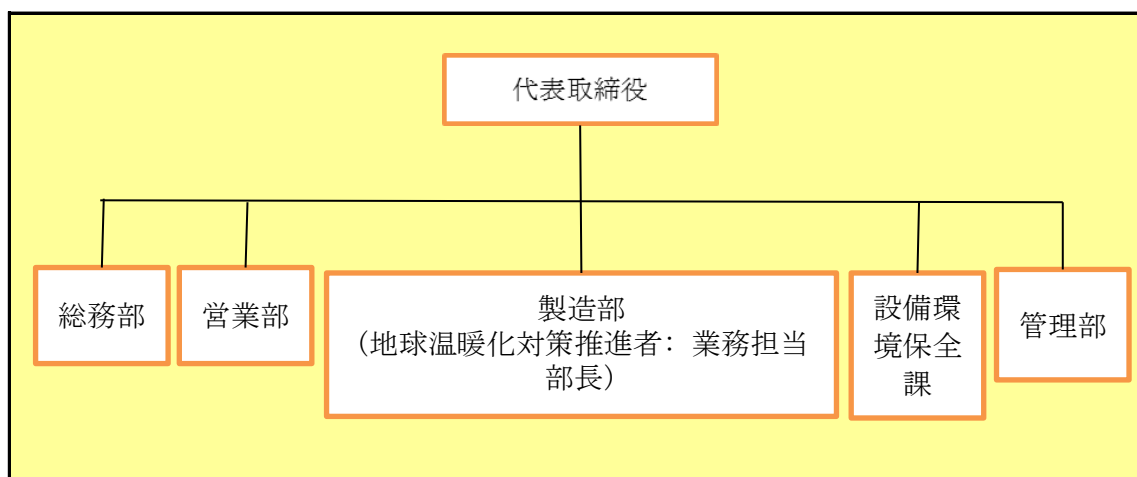 代表取締役
総務部
営業部
製造部
（地球温暖化対策推進者：業務担当
部長）
設備環
境保全
課
管理部